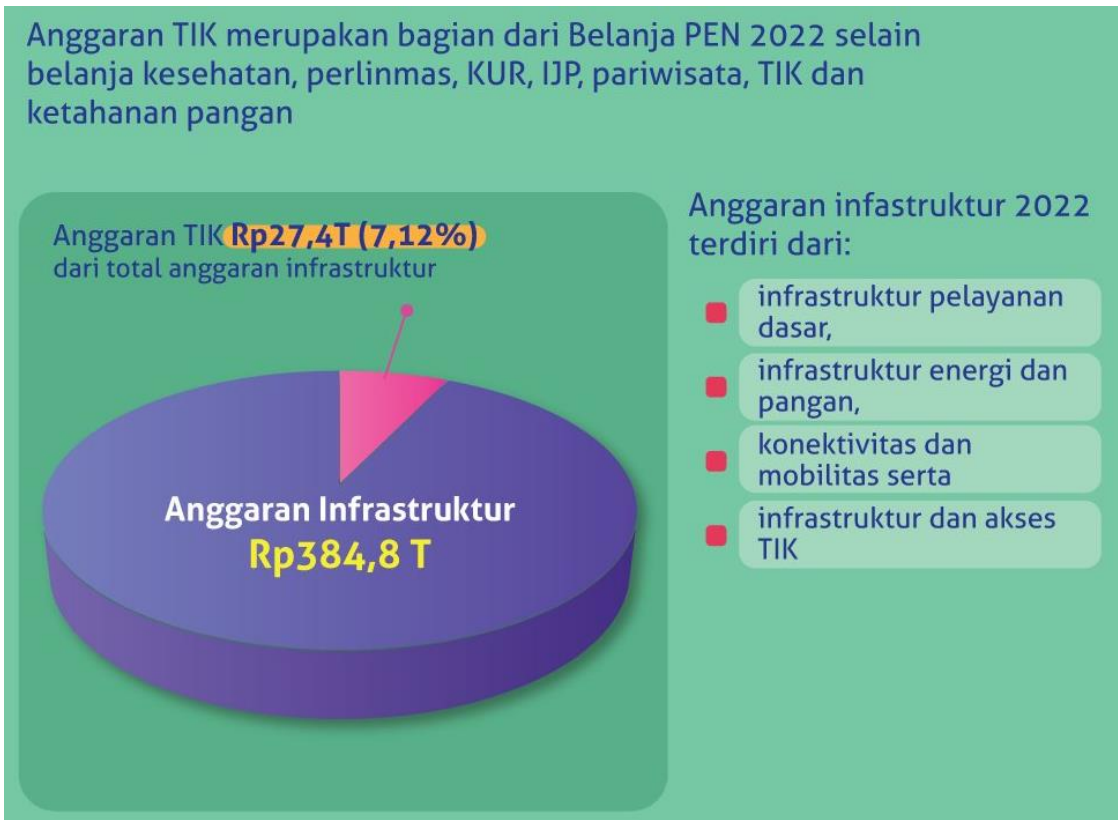 Anggaran TIK merupakan bagian dari Belanja PEN 2022 selain
belanja kesehatan, perlinmas, KUR, IJP, pariwisata, TIK dan
ketahanan pangan
Anggaran TIK Rp27,4T (7,12%)
dari total anggaran infrastruktur
Anggaran Infrastruktur
Rp384,8 T
Anggaran infastruktur 2022
terdiri dari:
infrastruktur pelayanan
dasar,
infrastruktur energi dan
pangan,
konektivitas dan
mobilitas serta
infrastruktur dan akses
TIK